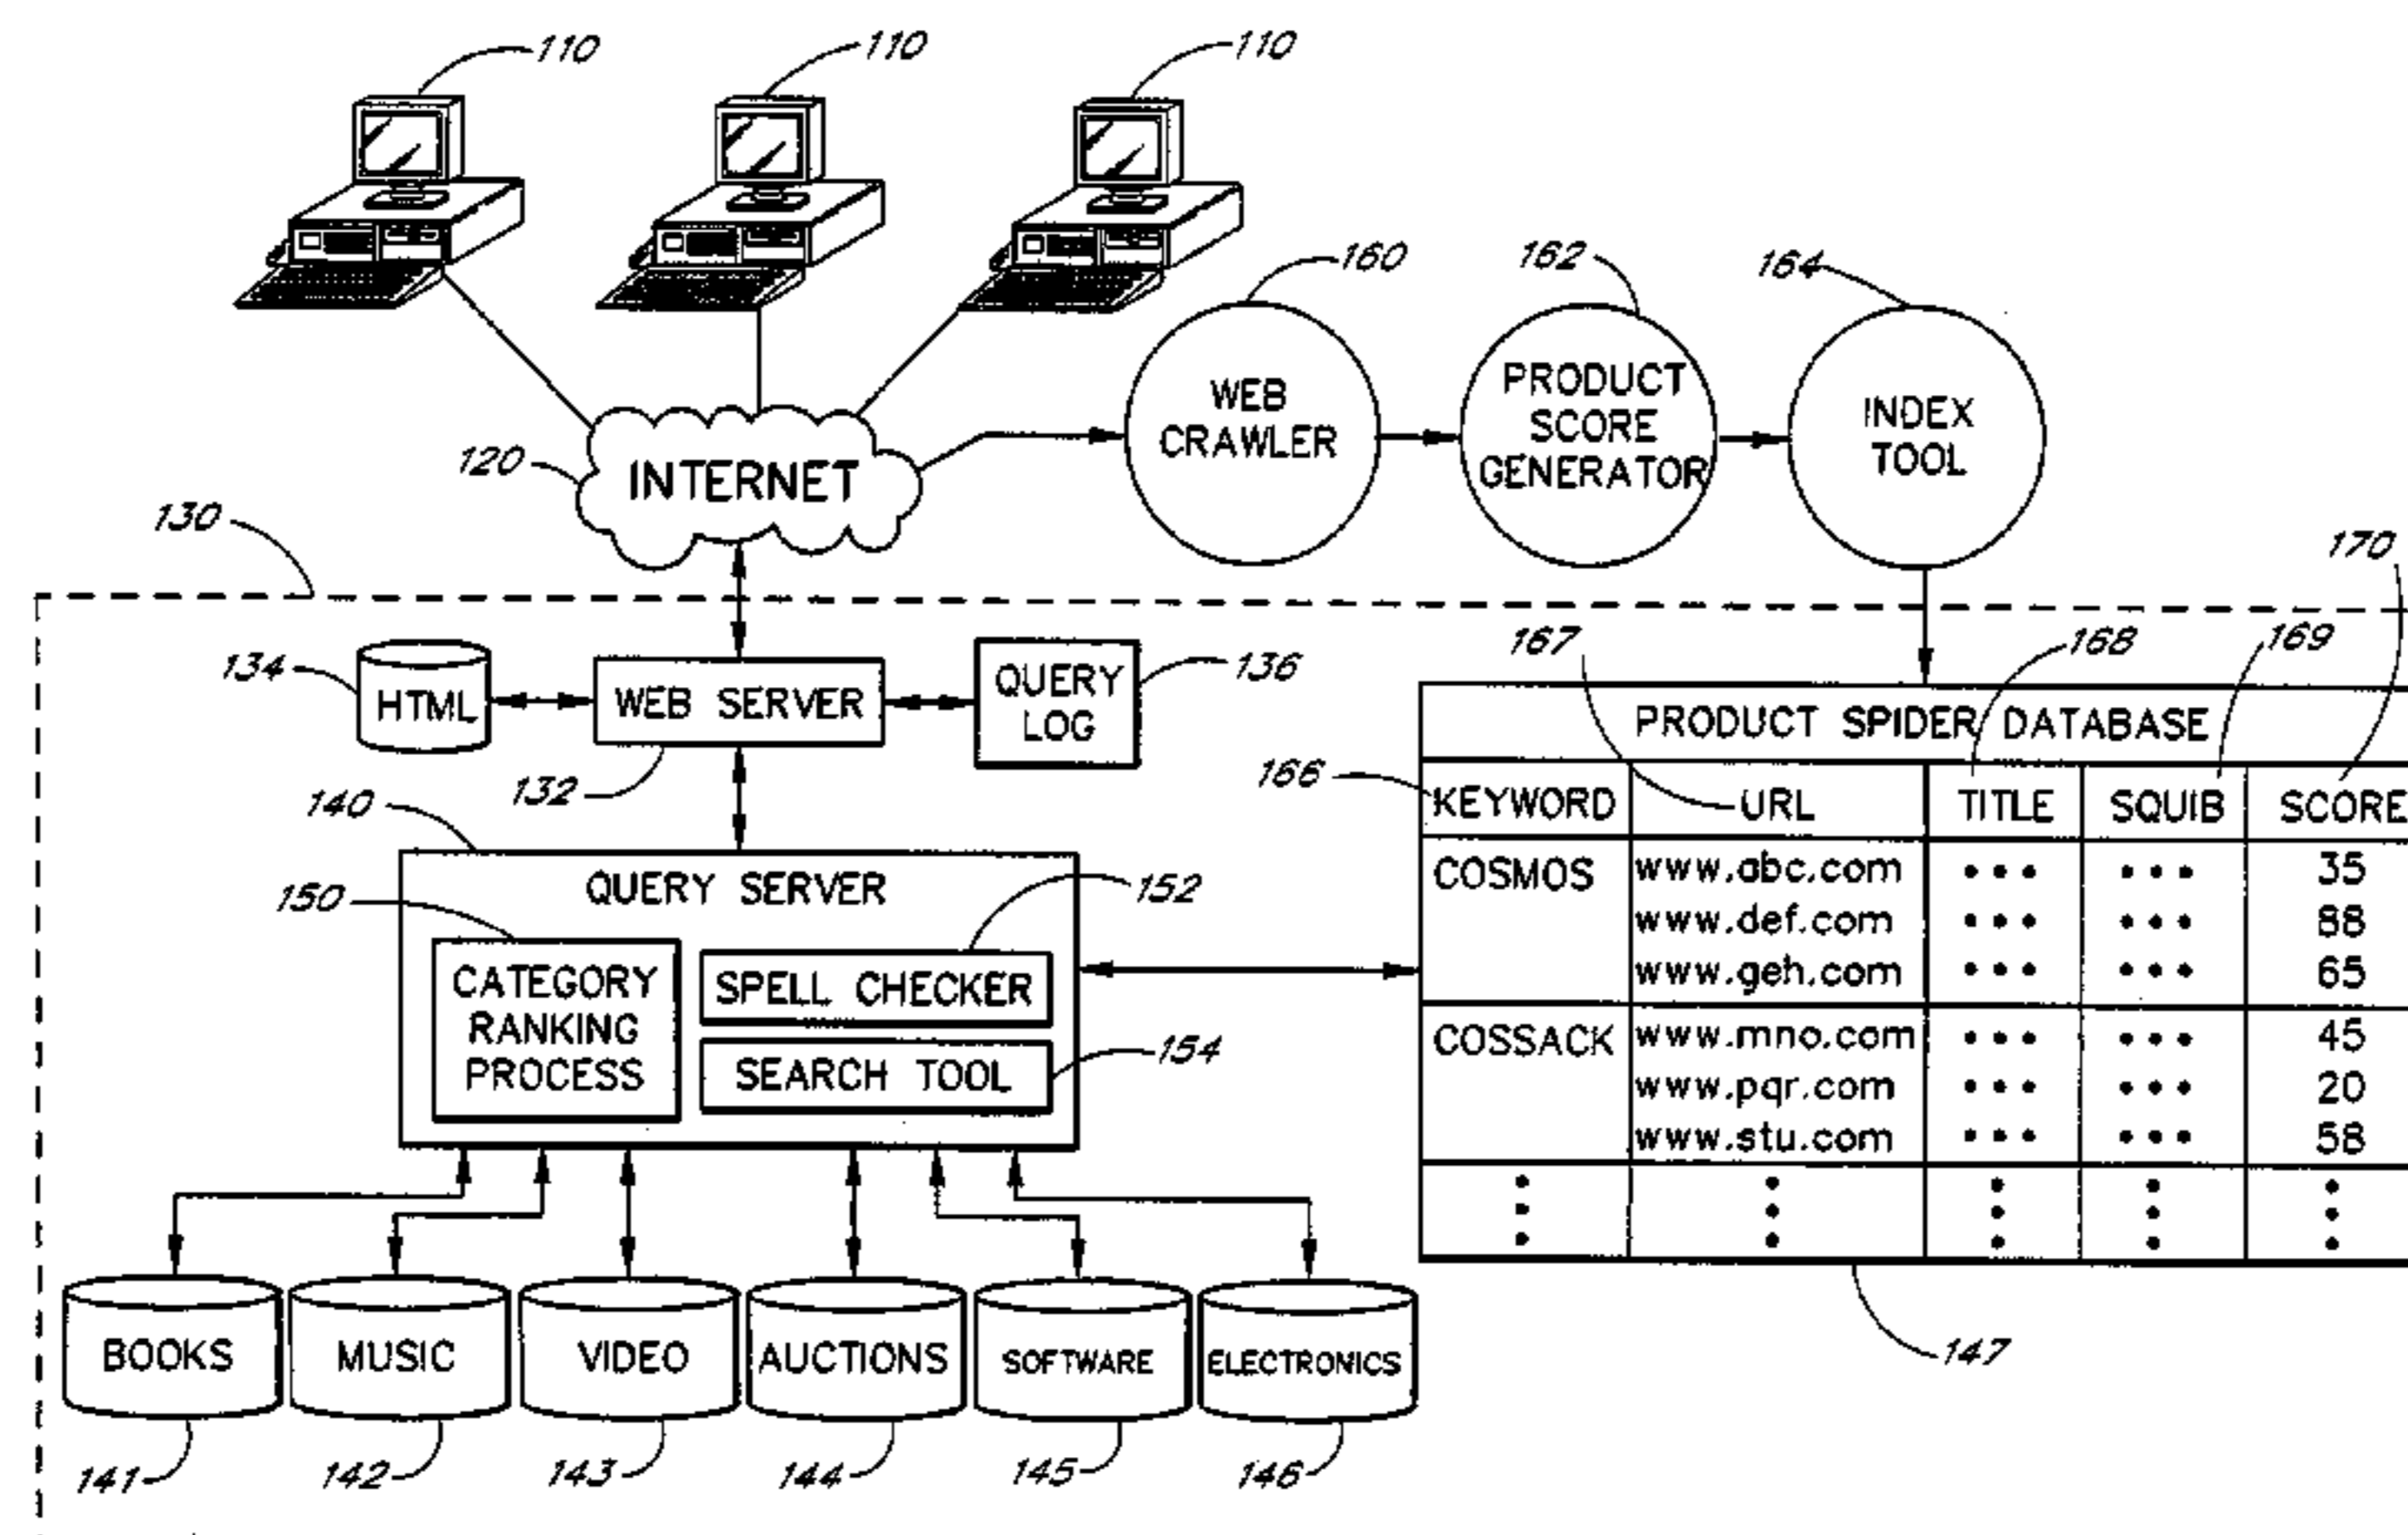 110
110
110
160
162
164
WEB
CRAWLER
PRODUCT
SCORE
GENERATOR
INDEX
TOOL
120
INTERNET
130
170
134
HTML
WEB SERVER
QUERY
LOG
136
132
167
168
169
PRODUCT SPIDER DATABASE
166
KEYWORD URL TITLE SQUIB SCORE
COSMOS www.abc.com • • • • • • 35
www.def.com • • • • • • 88
www.geh.com • • • • • • 65
COSSACK www.mno.com • • • • • • 45
www.pqr.com • • • • • • 20
www.stu.com • • • • • • 58
147
140
QUERY SERVER
150
152
CATEGORY
RANKING
PROCESS
SPELL CHECKER
SEARCH TOOL
154
BOOKS MUSIC VIDEO AUCTIONS SOFTWARE ELECTRONICS
141 142 143 144 145 146